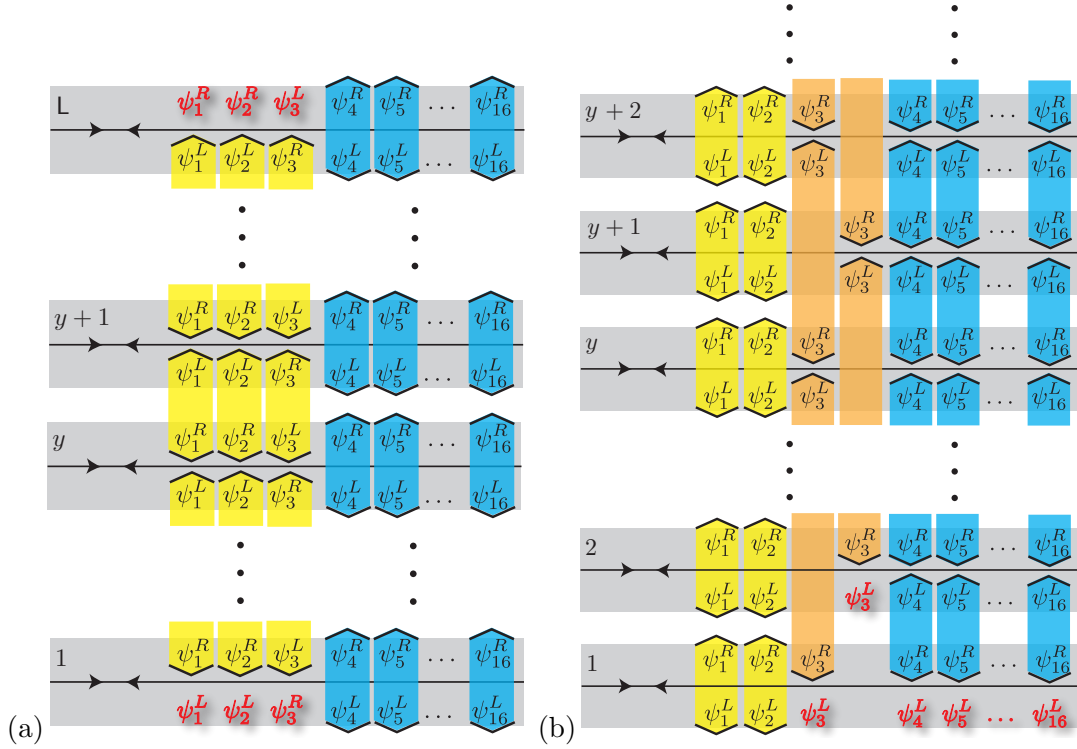 L ψ₁ᴿ ψ₂ᴿ ψ₃ᴸ ψ₄ᴿ ψ₅ᴿ … ψ₁₆ᴿ
ψ₁ᴸ ψ₂ᴸ ψ₃ᴿ ψ₄ᴸ ψ₅ᴸ … ψ₁₆ᴸ
y + 1 ψ₁ᴿ ψ₂ᴿ ψ₃ᴸ ψ₄ᴿ ψ₅ᴿ … ψ₁₆ᴿ
ψ₁ᴸ ψ₂ᴸ ψ₃ᴿ ψ₄ᴸ ψ₅ᴸ … ψ₁₆ᴸ
y ψ₁ᴿ ψ₂ᴿ ψ₃ᴸ ψ₄ᴿ ψ₅ᴿ … ψ₁₆ᴿ
ψ₁ᴸ ψ₂ᴸ ψ₃ᴿ ψ₄ᴸ ψ₅ᴸ … ψ₁₆ᴸ
1 ψ₁ᴿ ψ₂ᴿ ψ₃ᴸ ψ₄ᴿ ψ₅ᴿ … ψ₁₆ᴿ
(a) ψ₁ᴸ ψ₂ᴸ ψ₃ᴿ ψ₄ᴸ ψ₅ᴸ … ψ₁₆ᴸ
y + 2 ψ₁ᴿ ψ₂ᴿ ψ₃ᴿ ψ₄ᴿ ψ₅ᴿ … ψ₁₆ᴿ
ψ₁ᴸ ψ₂ᴸ ψ₃ᴸ ψ₄ᴸ ψ₅ᴸ … ψ₁₆ᴸ
y + 1 ψ₁ᴿ ψ₂ᴿ ψ₃ᴿ ψ₄ᴿ ψ₅ᴿ … ψ₁₆ᴿ
ψ₁ᴸ ψ₂ᴸ ψ₃ᴸ ψ₄ᴸ ψ₅ᴸ … ψ₁₆ᴸ
y ψ₁ᴿ ψ₂ᴿ ψ₃ᴿ ψ₄ᴿ ψ₅ᴿ … ψ₁₆ᴿ
ψ₁ᴸ ψ₂ᴸ ψ₃ᴸ ψ₄ᴸ ψ₅ᴸ … ψ₁₆ᴸ
2 ψ₁ᴿ ψ₂ᴿ ψ₃ᴿ ψ₄ᴿ ψ₅ᴿ … ψ₁₆ᴿ
ψ₁ᴸ ψ₂ᴸ ψ₃ᴸ ψ₄ᴸ ψ₅ᴸ … ψ₁₆ᴸ
1 ψ₁ᴿ ψ₂ᴿ ψ₃ᴿ ψ₄ᴿ ψ₅ᴿ … ψ₁₆ᴿ
(b) ψ₁ᴸ ψ₂ᴸ ψ₃ᴸ ψ₄ᴸ ψ₅ᴸ … ψ₁₆ᴸ